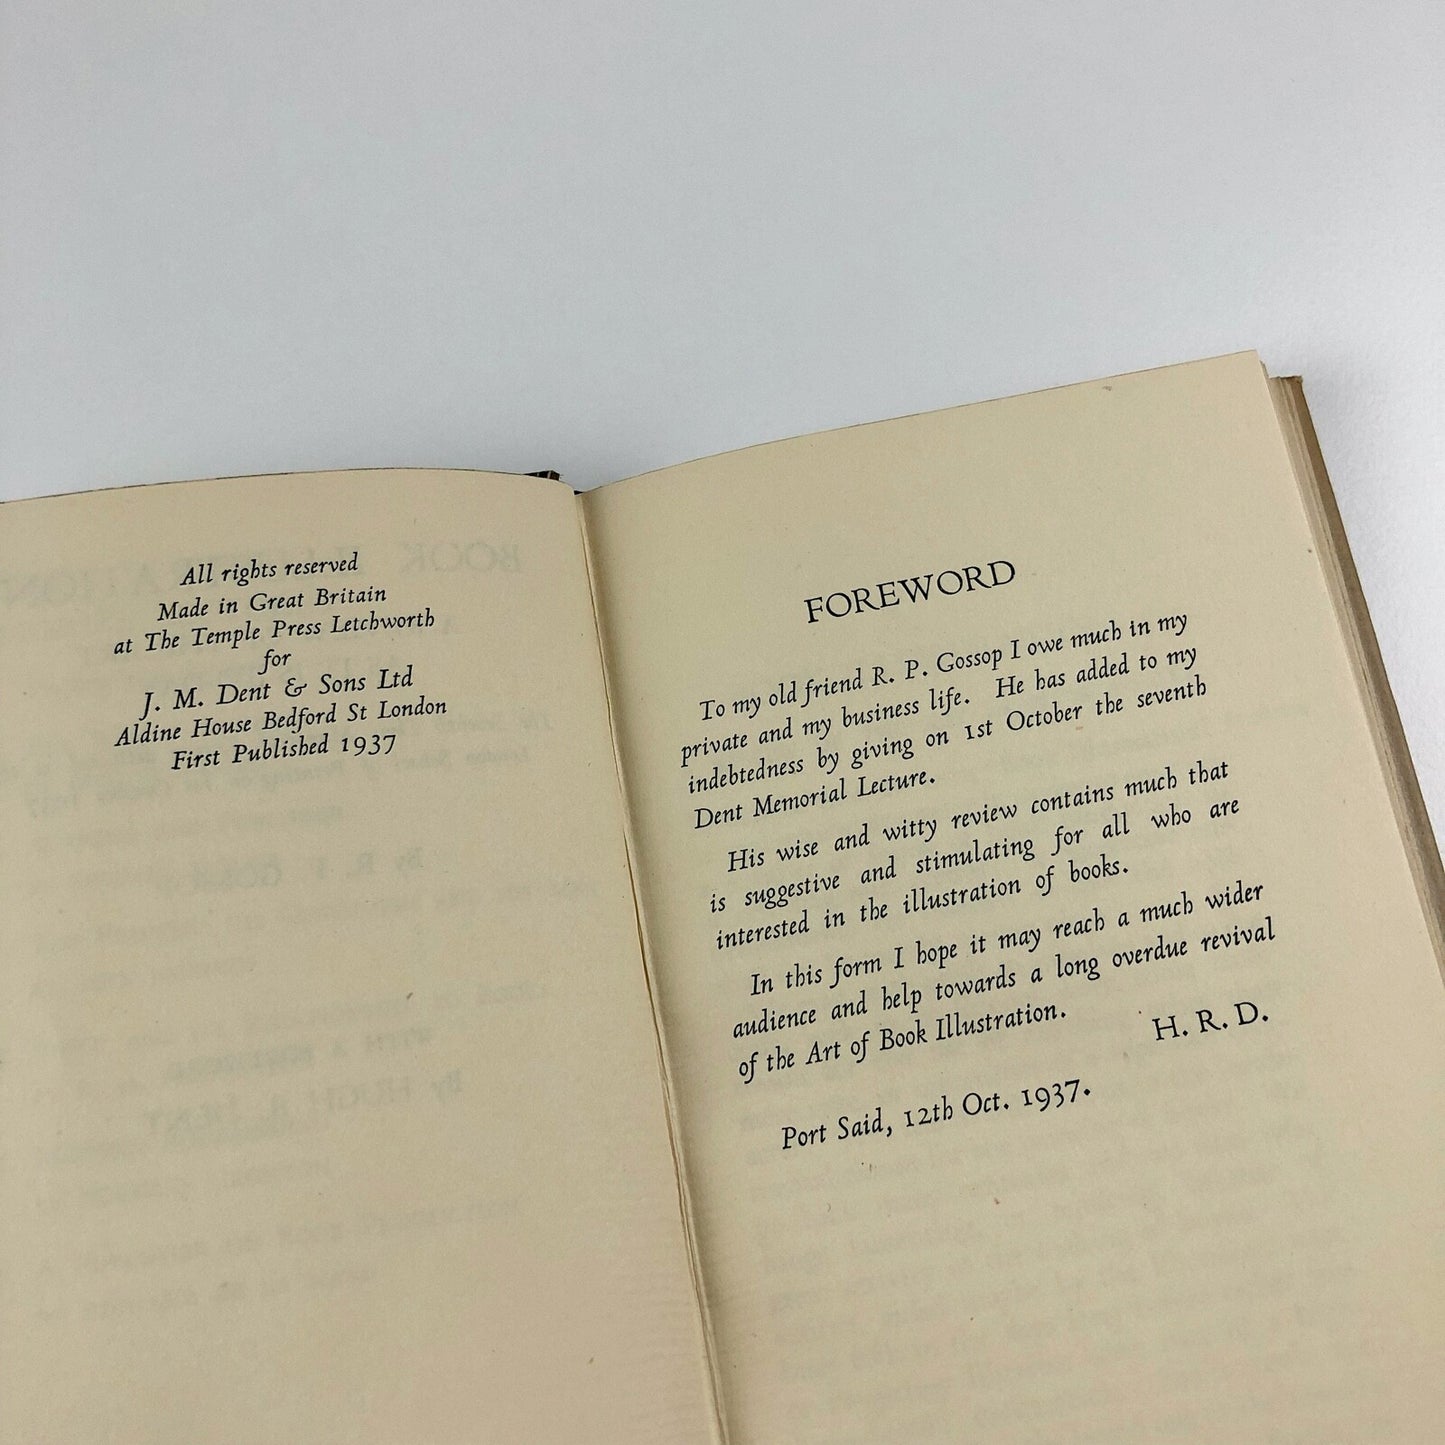 All rights reserved
Made in Great Britain
at The Temple Press Letchworth
for
J. M. Dent & Sons Ltd
Aldine House Bedford St London
First Published 1937
FOREWORD
To my old friend R. P. Gossop I owe much in my
private and my business life. He has added to my
indebtedness by giving on 1st October the seventh
Dent Memorial Lecture.
His wise and witty review contains much that
is suggestive and stimulating for all who are
interested in the illustration of books.
In this form I hope it may reach a much wider
audience and help towards a long overdue revival
of the Art of Book Illustration.
H. R. D.
Port Said, 12th Oct. 1937.